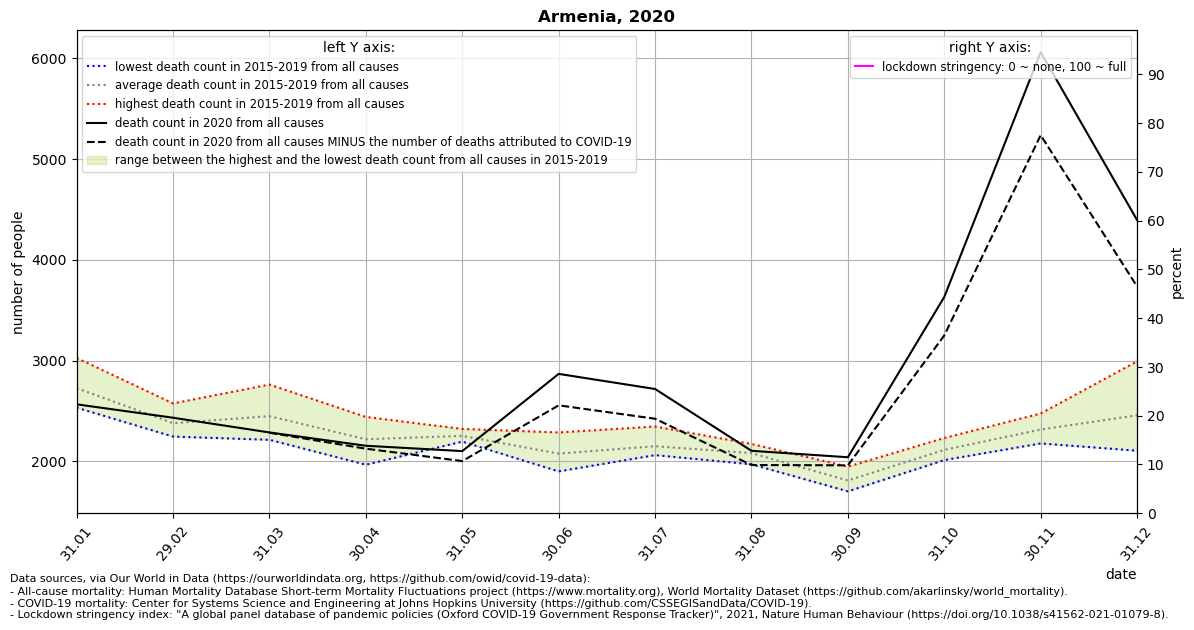 Armenia, 2020
left Y axis:
lowest death count in 2015-2019 from all causes
average death count in 2015-2019 from all causes
highest death count in 2015-2019 from all causes
death count in 2020 from all causes
death count in 2020 from all causes MINUS the number of deaths attributed to COVID-19
range between the highest and the lowest death count from all causes in 2015-2019
right Y axis:
lockdown stringency: 0 ~ none, 100 ~ full
number of people
6000
5000
4000
3000
2000
percent
90
80
70
60
50
40
30
20
10
0
31.01
29.02
31.03
30.04
31.05
30.06
31.07
31.08
30.09
31.10
30.11
31.12
date
Data sources, via Our World in Data (https://ourworldindata.org, https://github.com/owid/covid-19-data):
- All-cause mortality: Human Mortality Database Short-term Mortality Fluctuations project (https://www.mortality.org), World Mortality Dataset (https://github.com/akarlinsky/world_mortality).
- COVID-19 mortality: Center for Systems Science and Engineering at Johns Hopkins University (https://github.com/CSSEGISandData/COVID-19).
- Lockdown stringency index: "A global panel database of pandemic policies (Oxford COVID-19 Government Response Tracker)", 2021, Nature Human Behaviour (https://doi.org/10.1038/s41562-021-01079-8).